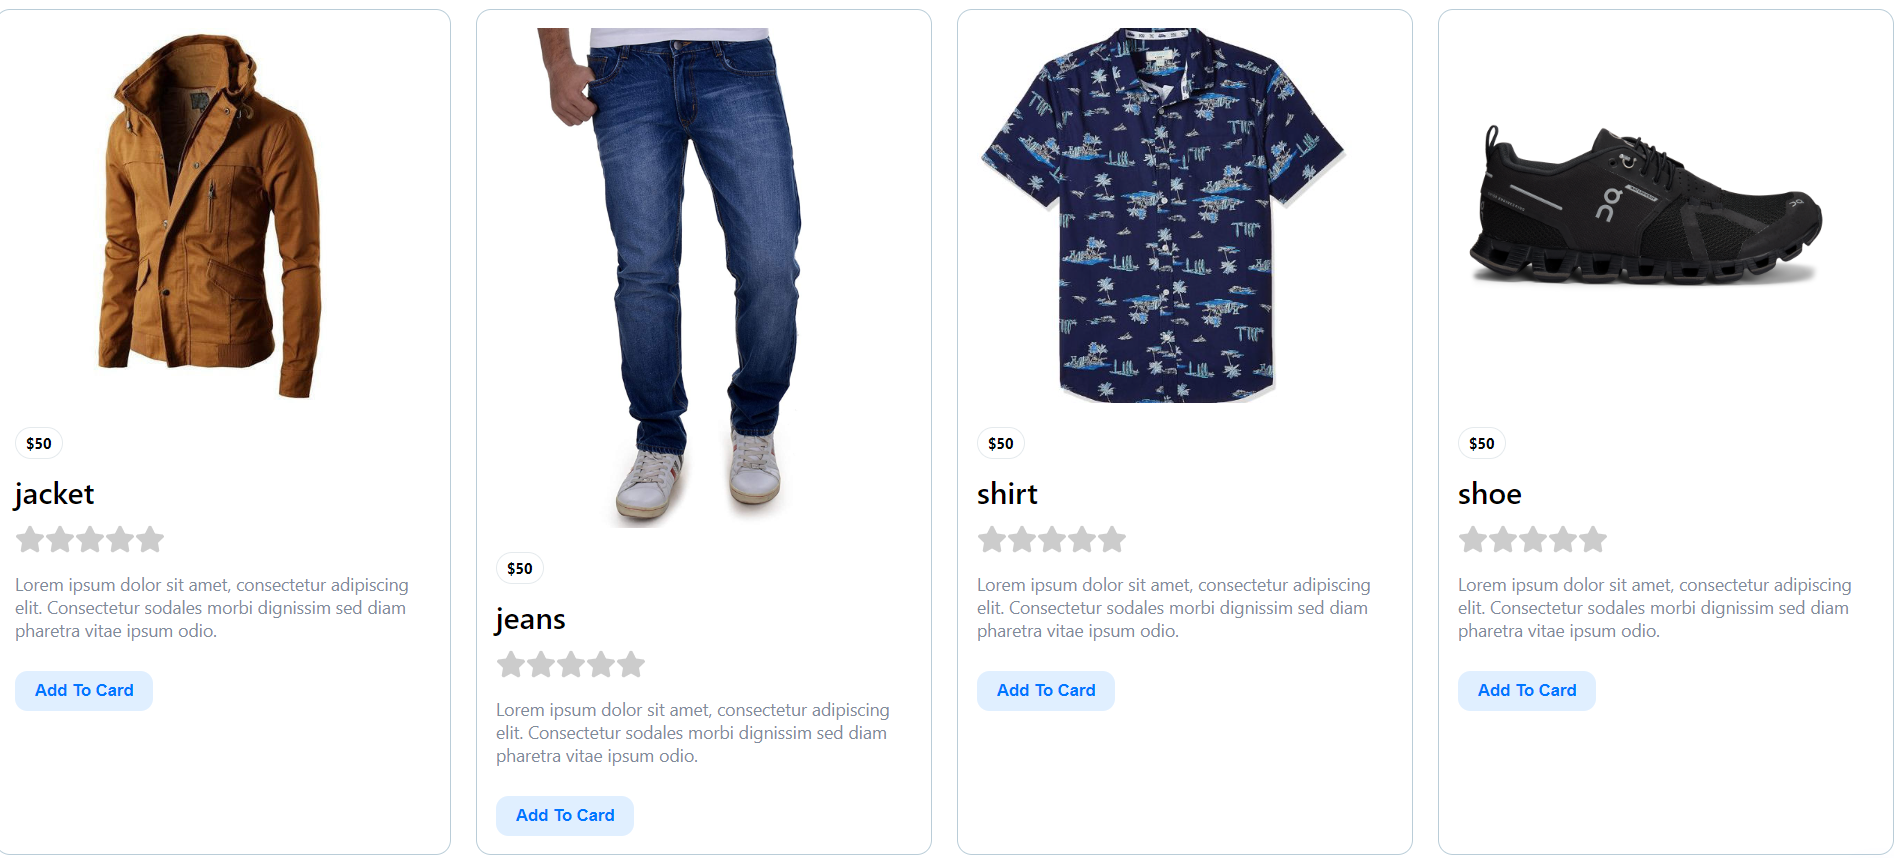 $50
jacket
Lorem ipsum dolor sit amet, consectetur adipiscing
elit. Consectetur sodales morbi dignissim sed diam
pharetra vitae ipsum odio.
Add To Card
$50
jeans
Lorem ipsum dolor sit amet, consectetur adipiscing
elit. Consectetur sodales morbi dignissim sed diam
pharetra vitae ipsum odio.
Add To Card
$50
shirt
Lorem ipsum dolor sit amet, consectetur adipiscing
elit. Consectetur sodales morbi dignissim sed diam
pharetra vitae ipsum odio.
Add To Card
$50
shoe
Lorem ipsum dolor sit amet, consectetur adipiscing
elit. Consectetur sodales morbi dignissim sed diam
pharetra vitae ipsum odio.
Add To Card